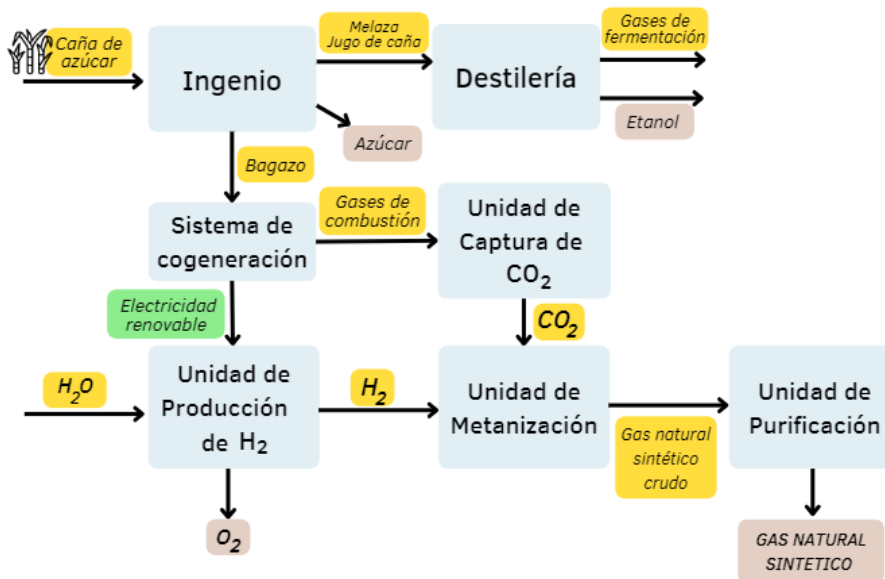 Caña de
azúcar
Ingenio
Melaza
Jugo de caña
Destilería
Gases de
fermentación
Etanol
Azúcar
Bagazo
Sistema de
cogeneración
Gases de
combustión
Unidad de
Captura de
CO₂
Electricidad
renovable
CO₂
H₂O
Unidad de
Producción
de H₂
H₂
Unidad de
Metanización
Gas natural
sintético
crudo
Unidad de
Purificación
O₂
GAS NATURAL
SINTETICO